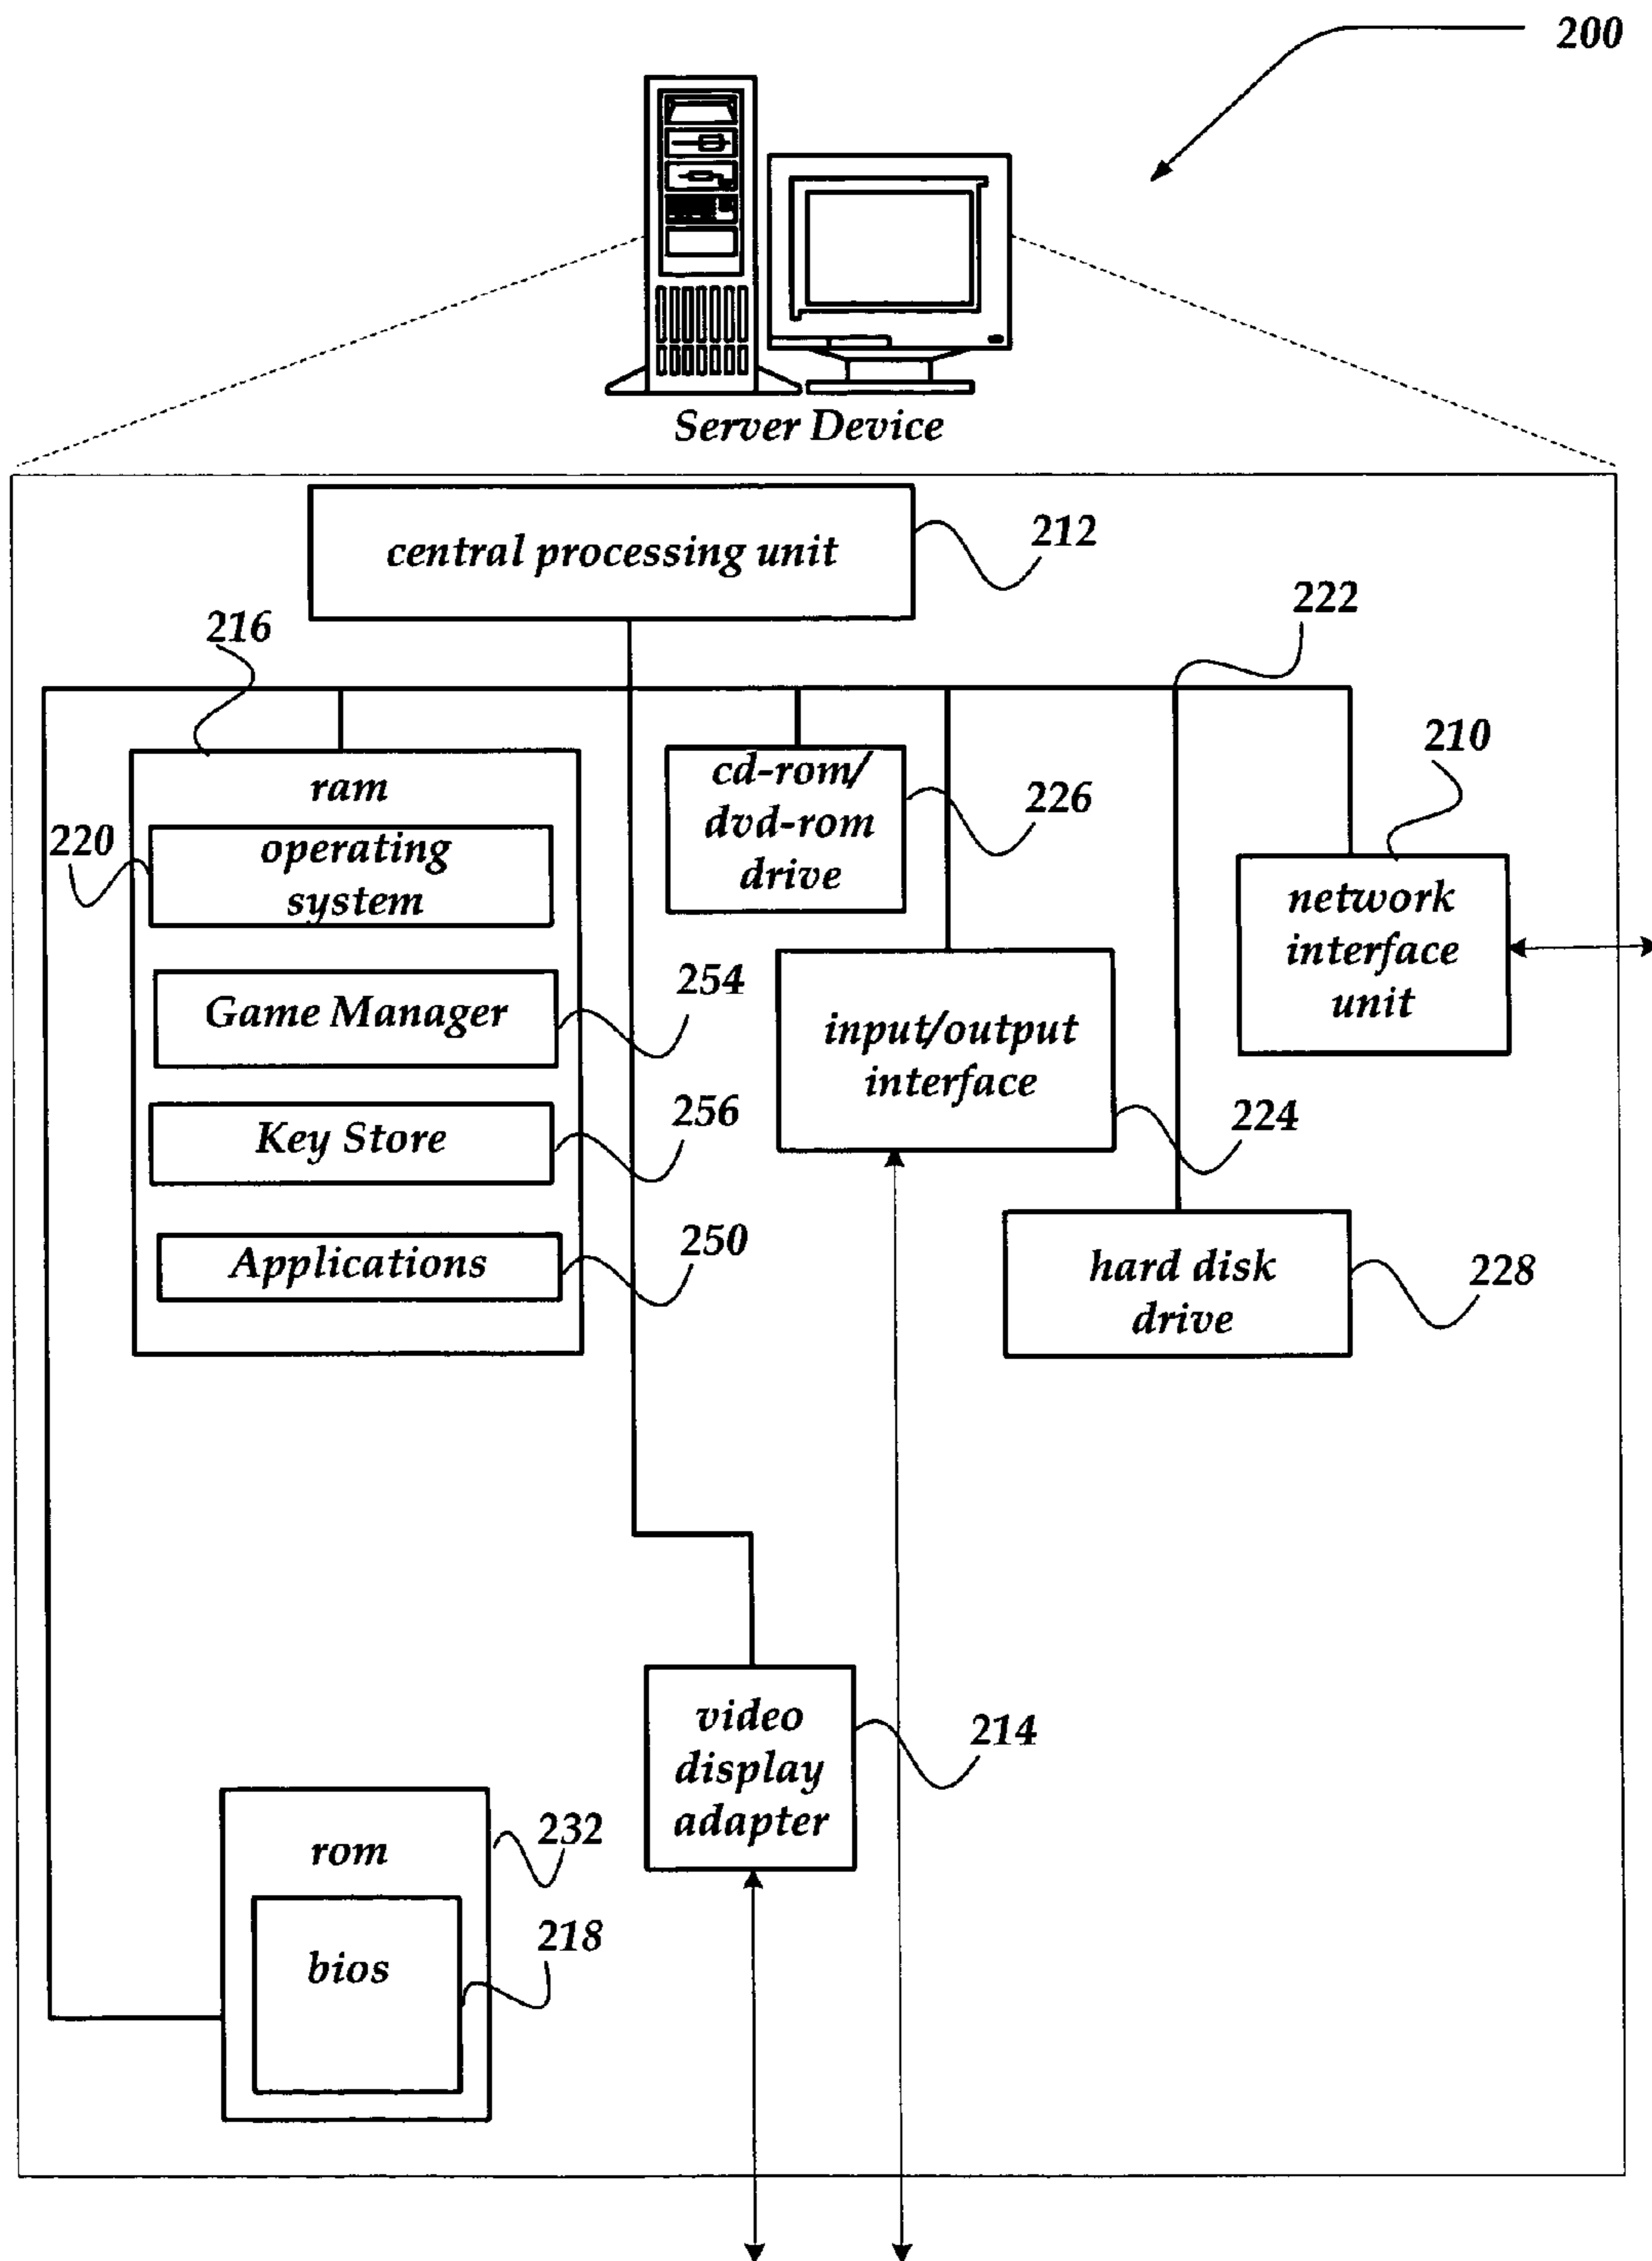 200
Server Device
central processing unit
212
222
216
210
ram
cd-rom/
dvd-rom
drive
226
220
operating
system
network
interface
unit
Game Manager
254
input/output
interface
Key Store
256
224
Applications
250
hard disk
drive
228
video
display
adapter
214
rom
232
bios
218